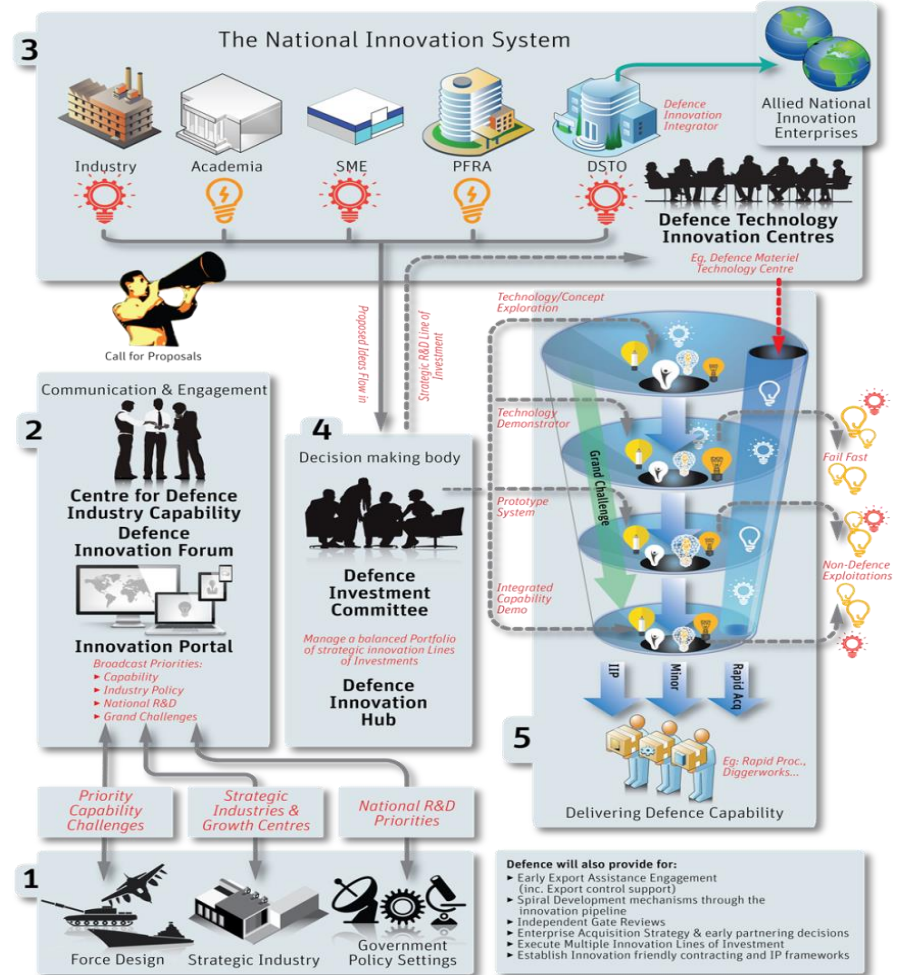 3
The National Innovation System
Industry
Academia
SME
PFRA
DSTO
Defence
Innovation
Integrator
Allied National
Innovation
Enterprises
Defence Technology
Innovation Centres
Eg, Defence Materiel
Technology Centre
Call for Proposals
Proposed Ideas Flow in
Strategic R&D Line of
Investment
2
Communication & Engagement
Centre for Defence
Industry Capability
Defence
Innovation Forum
Innovation Portal
Broadcast Priorities:
► Capability
► Industry Policy
► National R&D
► Grand Challenges
4
Decision making body
Defence
Investment
Committee
Manage a balanced Portfolio
of strategic innovation Lines
of Investments
Defence
Innovation
Hub
Technology/Concept
Exploration
Technology
Demonstrator
Prototype
System
Integrated
Capability
Demo
Grand Challenge
Fail Fast
Non-Defence
Exploitations
IIP
Minor
Rapid Acq
5
Eg: Rapid Proc.,
Diggerworks...
Delivering Defence Capability
Priority
Capability
Challenges
Strategic
Industries &
Growth Centres
National R&D
Priorities
1
Force Design
Strategic Industry
Government
Policy Settings
Defence will also provide for:
► Early Export Assistance Engagement
(inc. Export control support)
► Spiral Development mechanisms through the
innovation pipeline
► Independent Gate Reviews
► Enterprise Acquisition Strategy & early partnering decisions
► Execute Multiple Innovation Lines of Investment
► Establish Innovation friendly contracting and IP frameworks